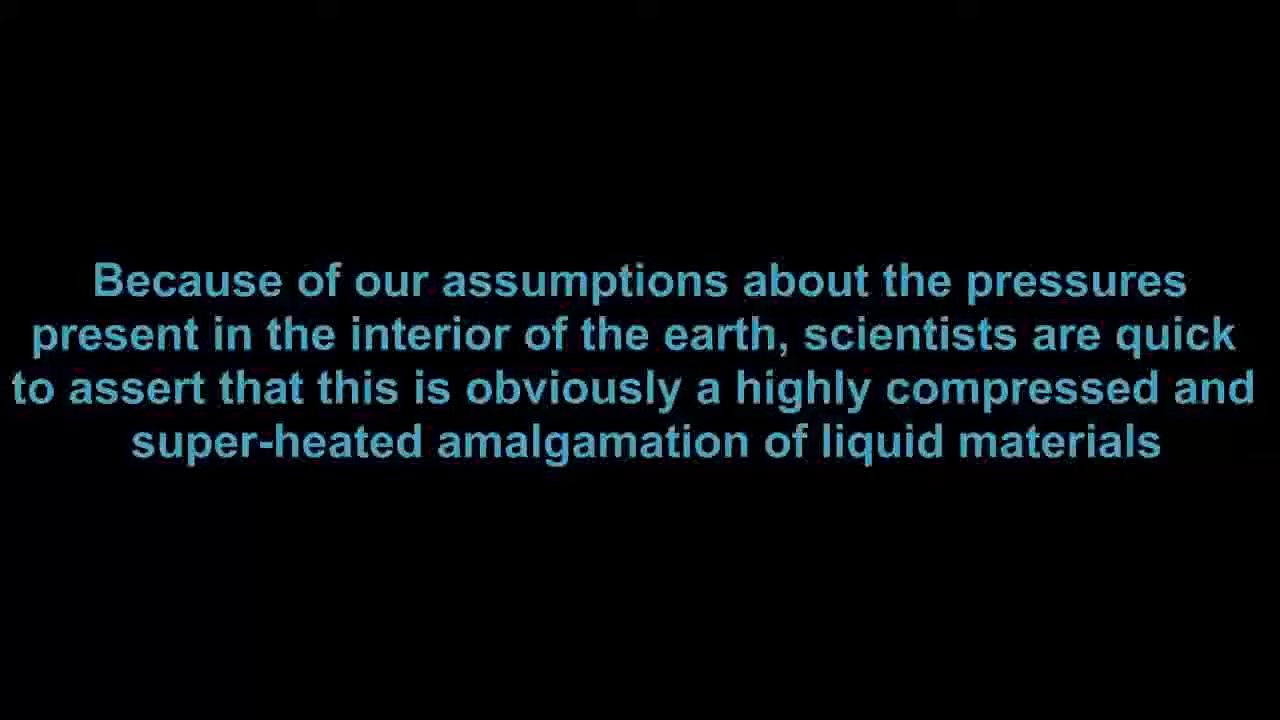 Because of our assumptions about the pressures
present in the interior of the earth, scientists are quick
to assert that this is obviously a highly compressed and
super-heated amalgamation of liquid materials